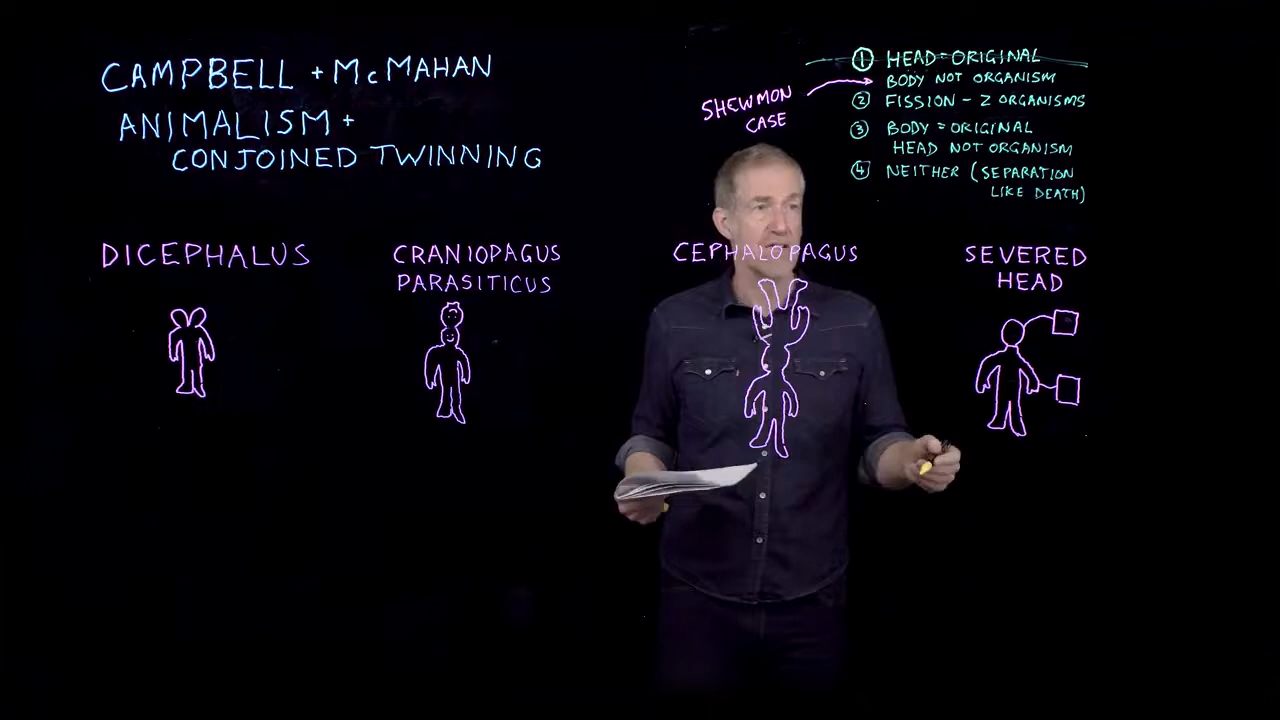 CAMPBELL + McMAHAN
ANIMALISM +
CONJOINED TWINNING
SHEWMON
CASE
① HEAD = ORIGINAL
BODY NOT ORGANISM
② FISSION - 2 ORGANISMS
③ BODY = ORIGINAL
HEAD NOT ORGANISM
④ NEITHER (SEPARATION
LIKE DEATH)
DICEPHALUS
CRANIOPAGUS
PARASITICUS
CEPHALOPAGUS
SEVERED
HEAD